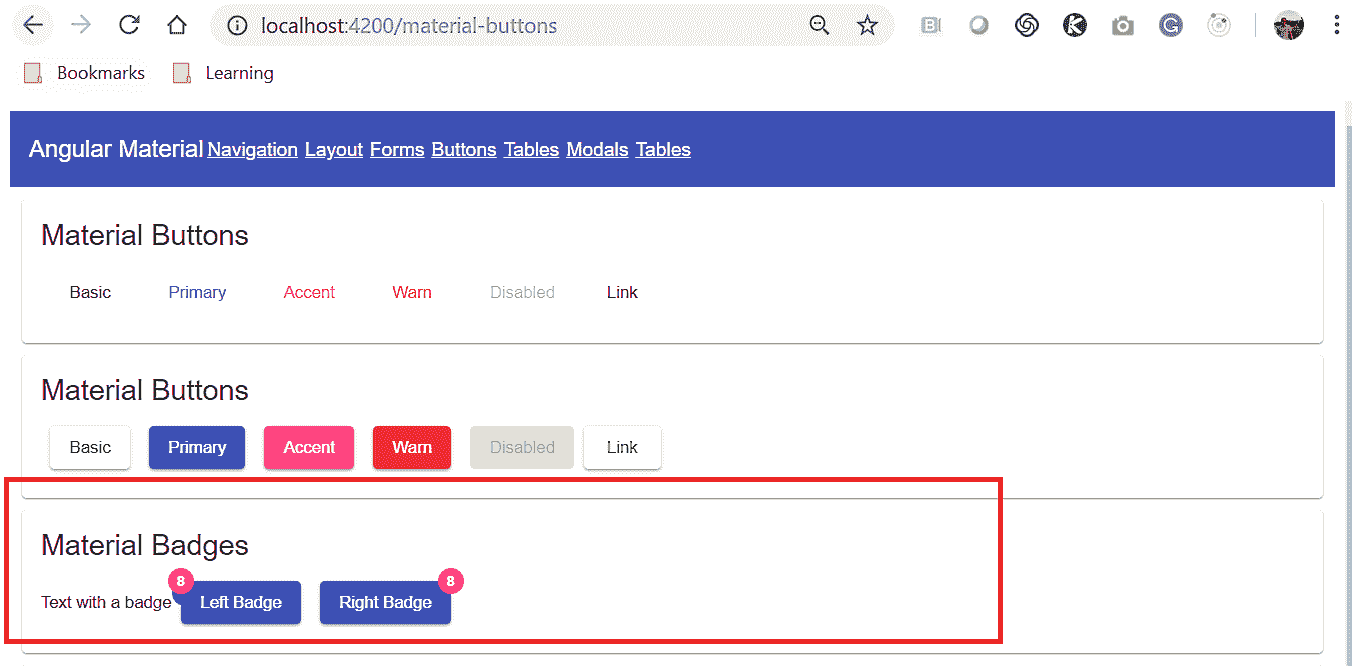 localhost:4200/material-buttons
Bookmarks Learning
Angular Material Navigation Layout Forms Buttons Tables Modals Tables
Material Buttons
Basic Primary Accent Warn Disabled Link
Material Buttons
Basic Primary Accent Warn Disabled Link
Material Badges
8 8
Text with a badge Left Badge Right Badge